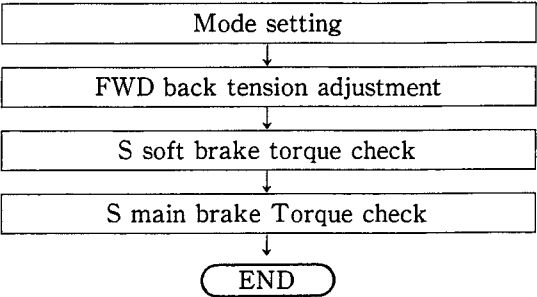 Mode setting
FWD back tension adjustment
S soft brake torque check
S main brake Torque check
END